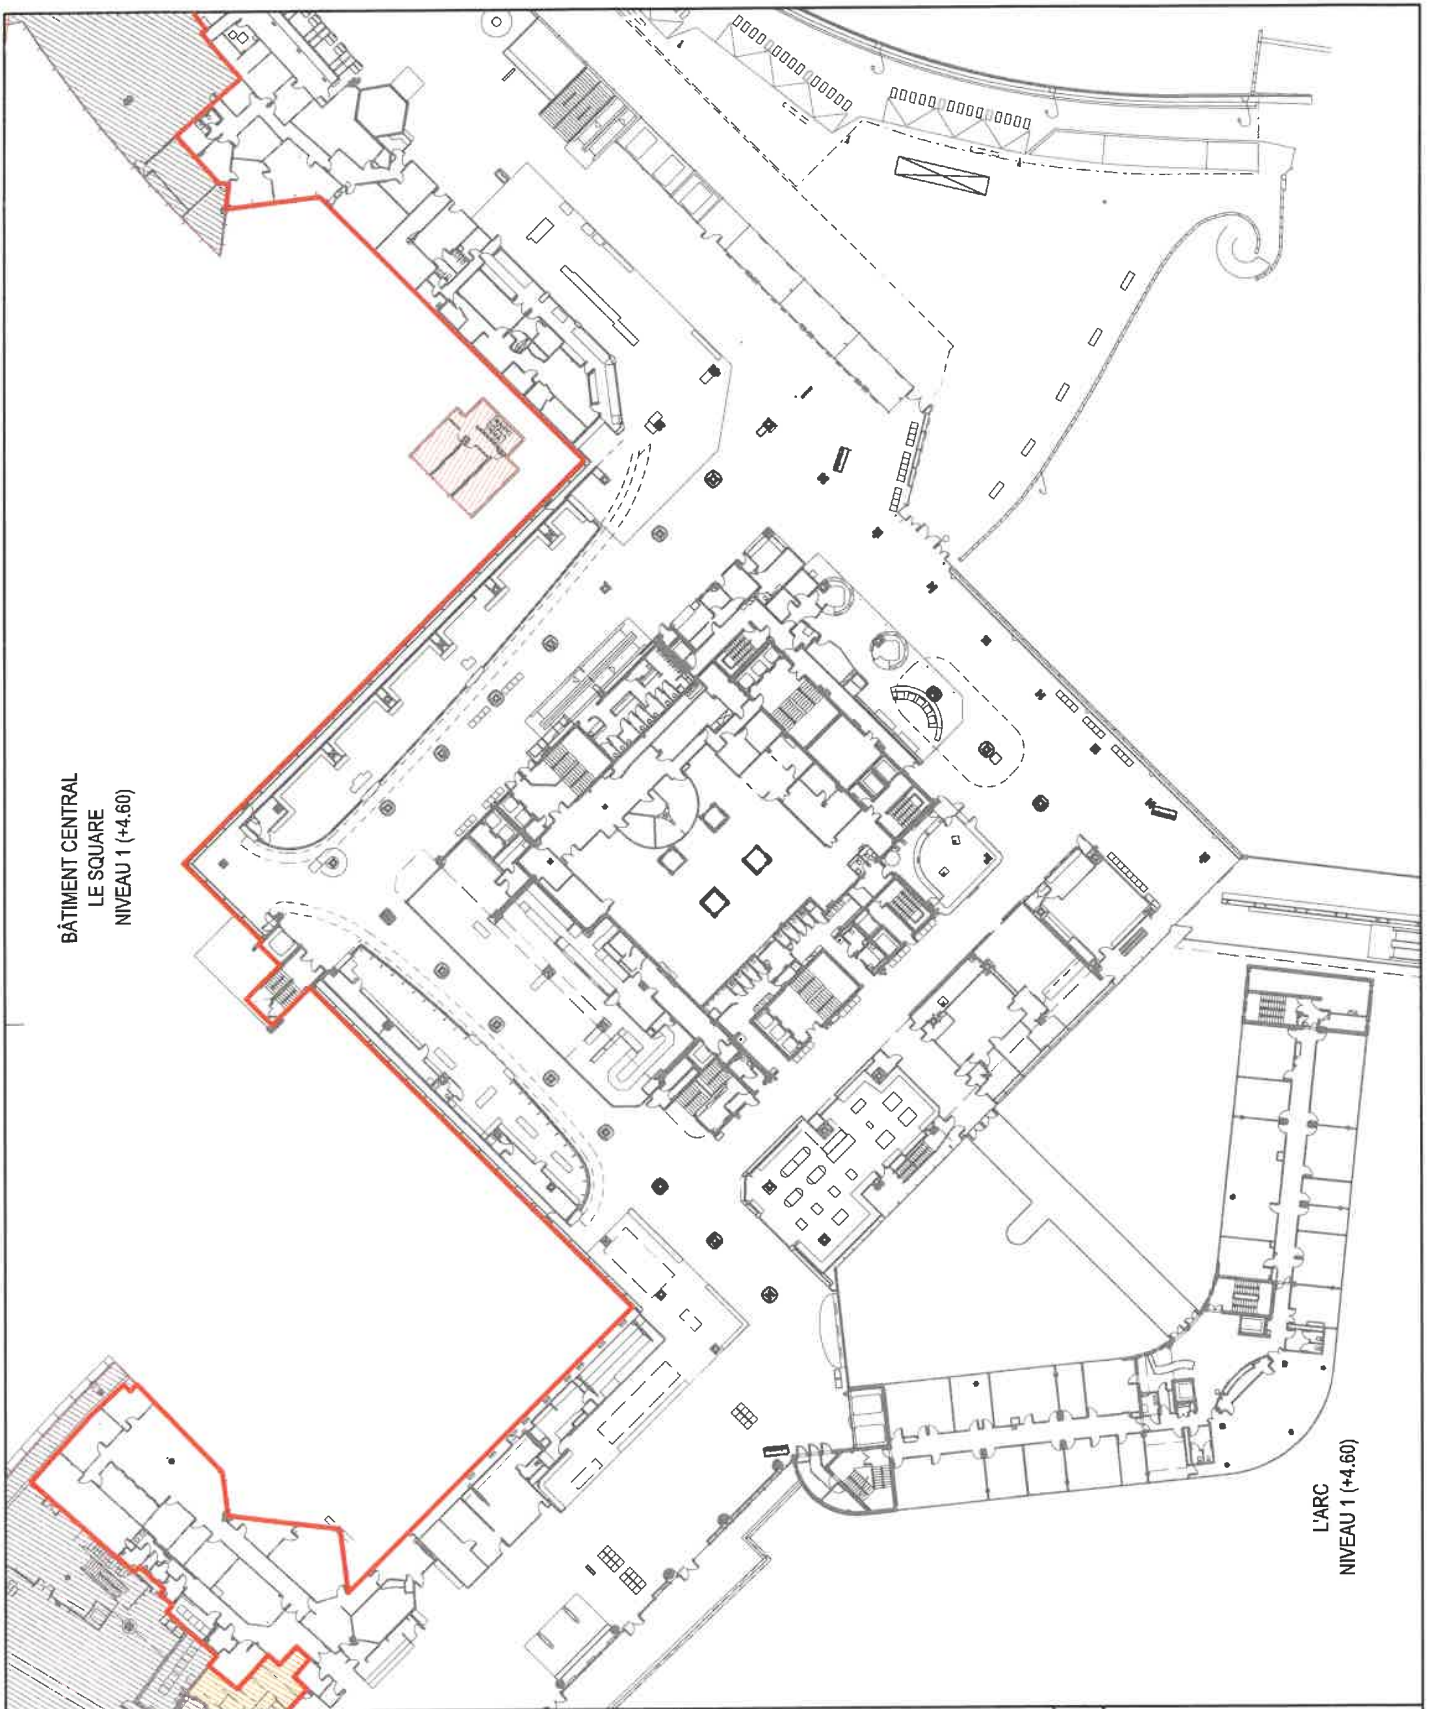 BÂTIMENT CENTRAL
LE SQUARE
NIVEAU 1 (+4.60)
L'ARC
NIVEAU 1 (+4.60)